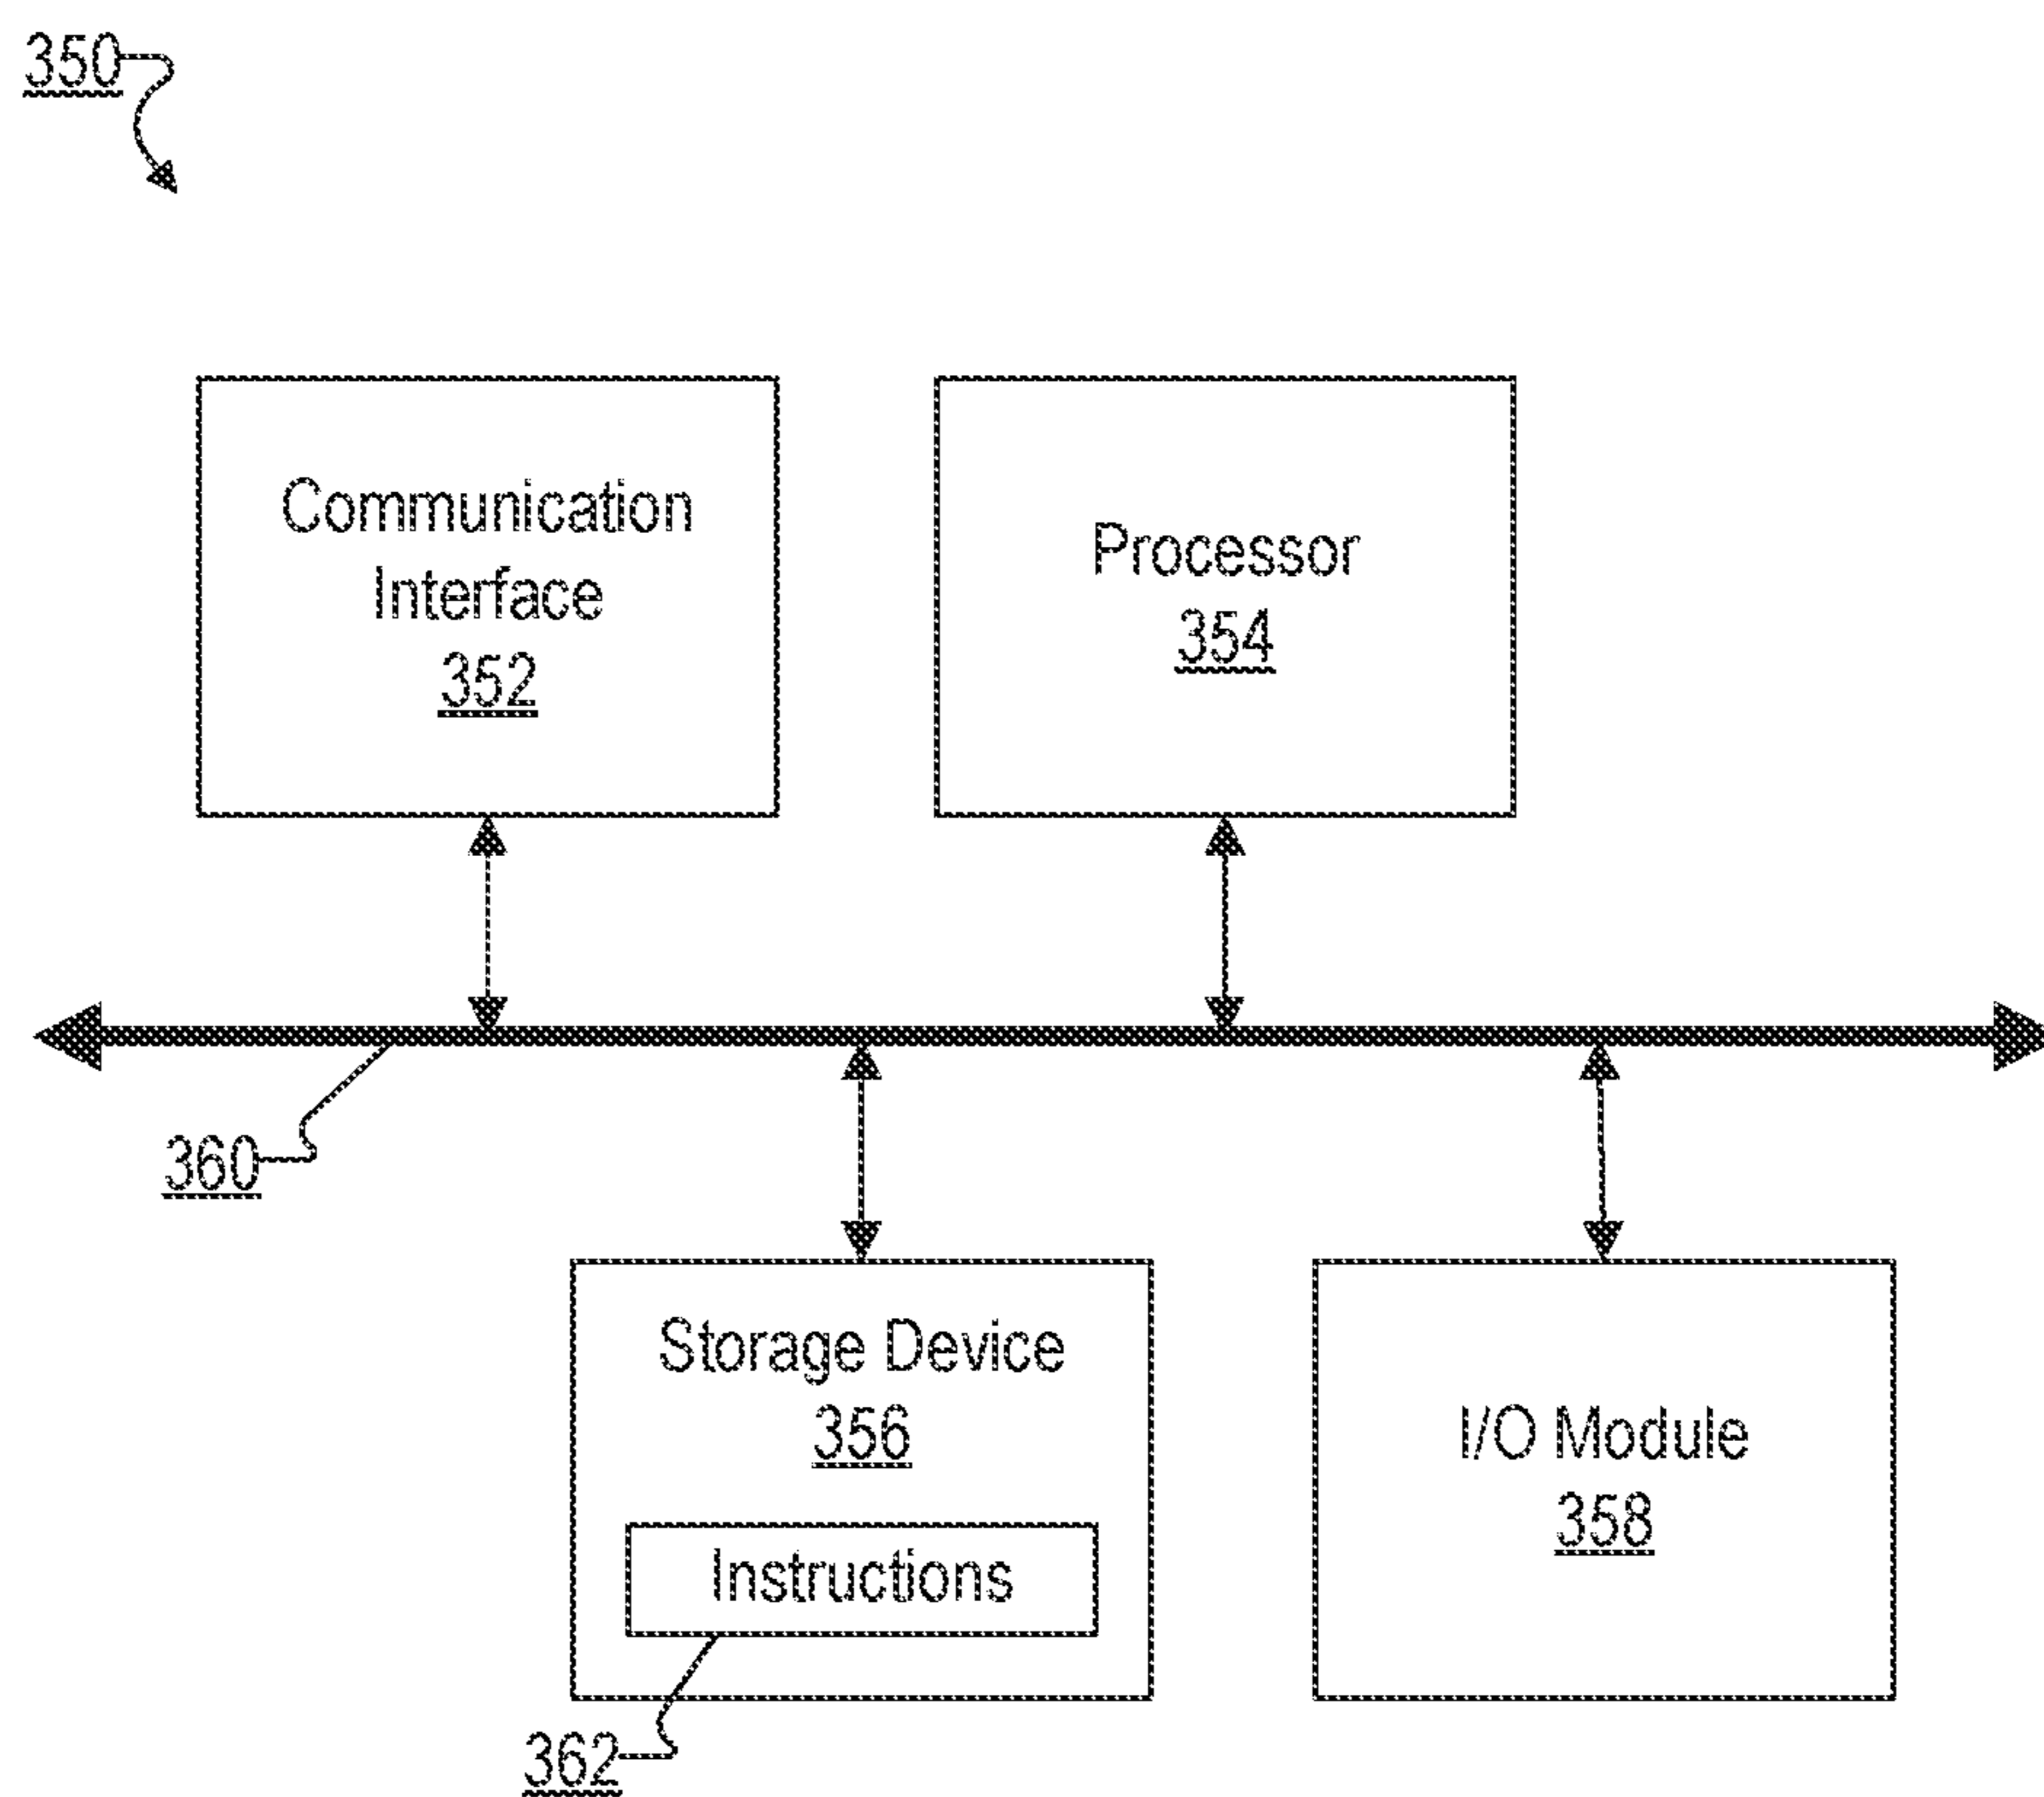 350
Communication
Interface
352
Processor
354
360
Storage Device
356
Instructions
362
I/O Module
358